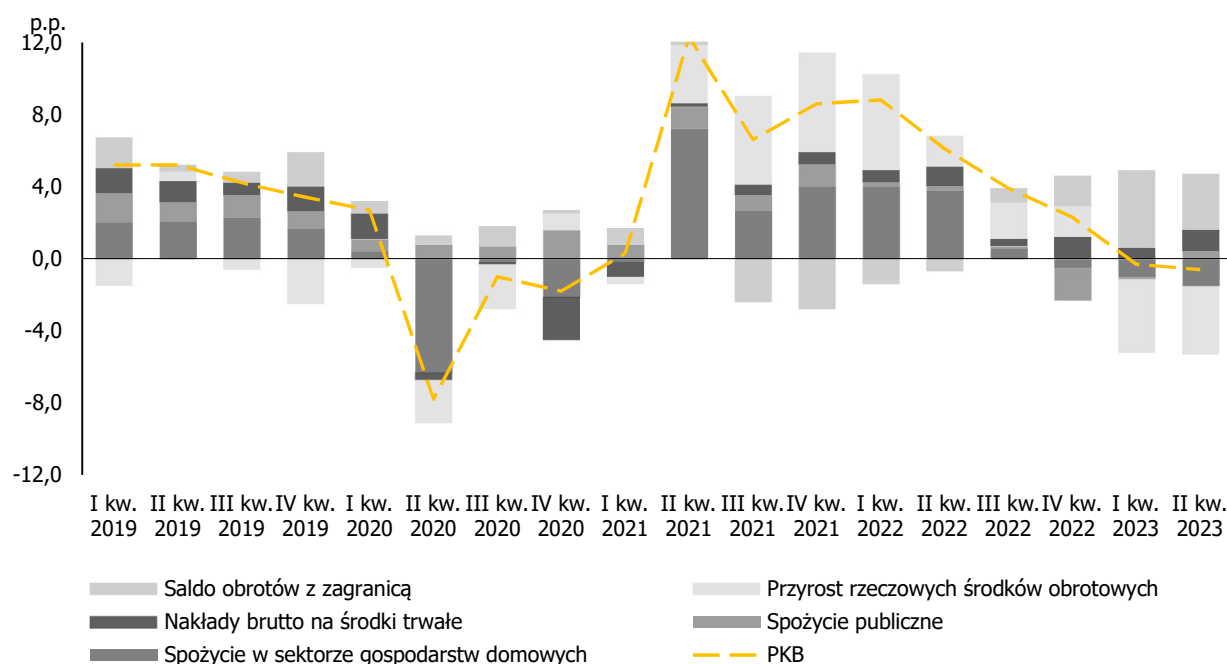 p.p.
12,0
8,0
4,0
0,0
-4,0
-8,0
-12,0
I kw. II kw. III kw. IV kw. I kw. II kw. III kw. IV kw. I kw. II kw. III kw. IV kw. I kw. II kw. III kw. IV kw. I kw. II kw.
2019 2019 2019 2019 2020 2020 2020 2020 2021 2021 2021 2021 2022 2022 2022 2022 2023 2023
Saldo obrotów z zagranicą Przyrost rzeczowych środków obrotowych
Nakłady brutto na środki trwałe Spożycie publiczne
Spożycie w sektorze gospodarstw domowych PKB